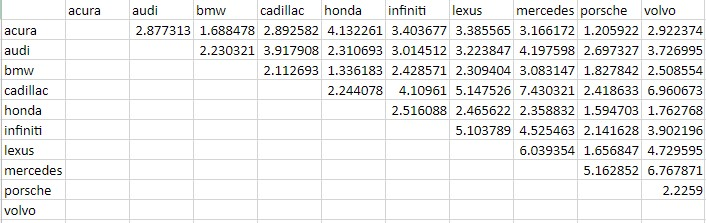 acura audi bmw cadillac honda infiniti lexus mercedes porsche volvo
acura 2.877313 1.688478 2.892582 4.132261 3.403677 3.385565 3.166172 1.205922 2.922374
audi 2.230321 3.917908 2.310693 3.014512 3.223847 4.197598 2.697327 3.726995
bmw 2.112693 1.336183 2.428571 2.309404 3.083147 1.827842 2.508554
cadillac 2.244078 4.10961 5.147526 7.430321 2.418633 6.960673
honda 2.516088 2.465622 2.358832 1.594703 1.762768
infiniti 5.103789 4.525463 2.141628 3.902196
lexus 6.039354 1.656847 4.729595
mercedes 5.162852 6.767871
porsche 2.2259
volvo